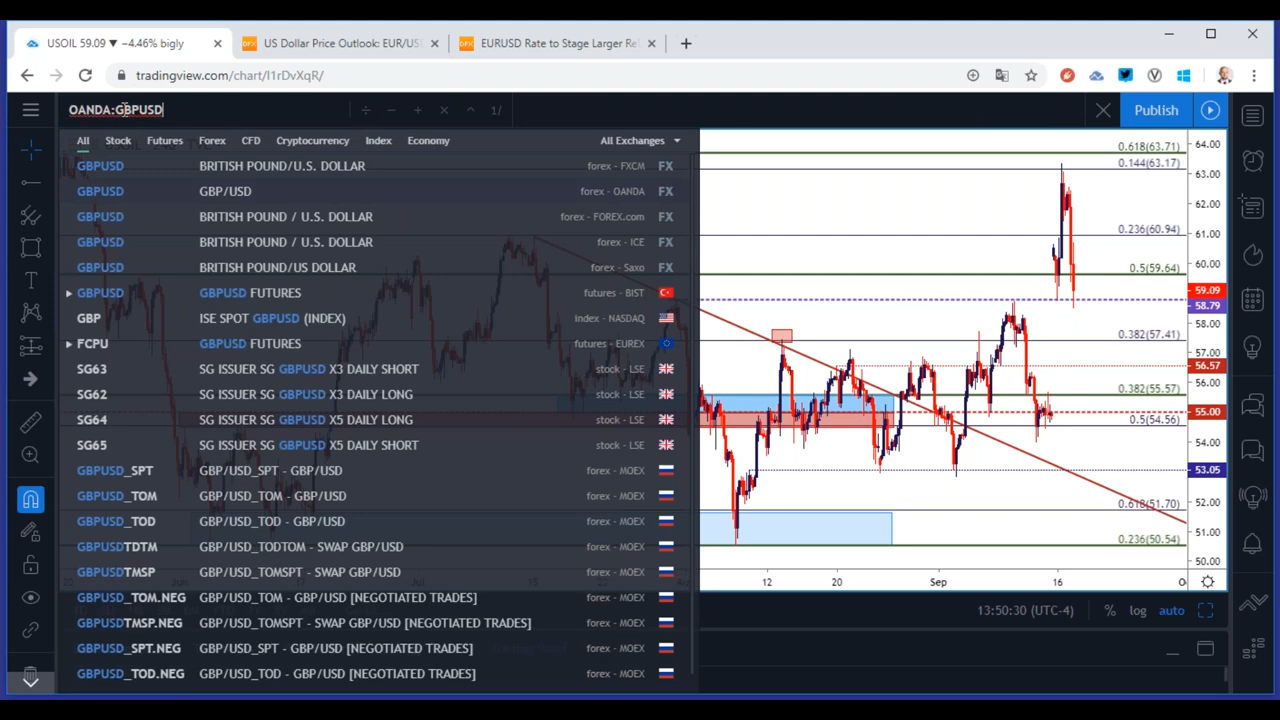 USOIL 59.09 ▼ −4.46% bigly
US Dollar Price Outlook: EUR/USD
EURUSD Rate to Stage Larger Rel
tradingview.com/chart/l1rDvXqR/
OANDA:GBPUSD
1/
Publish
All Stock Futures Forex CFD Cryptocurrency Index Economy All Exchanges
GBPUSD BRITISH POUND/U.S. DOLLAR forex - FXCM FX
GBPUSD GBP/USD forex - OANDA FX
GBPUSD BRITISH POUND / U.S. DOLLAR forex - FOREX.com FX
GBPUSD BRITISH POUND / U.S. DOLLAR forex - ICE FX
GBPUSD BRITISH POUND/US DOLLAR forex - Saxo FX
GBPUSD GBPUSD FUTURES futures - BIST
GBP ISE SPOT GBPUSD (INDEX) index - NASDAQ
FCPU GBPUSD FUTURES futures - EUREX
SG63 SG ISSUER SG GBPUSD X3 DAILY SHORT stock - LSE
SG62 SG ISSUER SG GBPUSD X3 DAILY LONG stock - LSE
SG64 SG ISSUER SG GBPUSD X5 DAILY LONG stock - LSE
SG65 SG ISSUER SG GBPUSD X5 DAILY SHORT stock - LSE
GBPUSD_SPT GBP/USD_SPT - GBP/USD forex - MOEX
GBPUSD_TOM GBP/USD_TOM - GBP/USD forex - MOEX
GBPUSD_TOD GBP/USD_TOD - GBP/USD forex - MOEX
GBPUSDTDTM GBP/USD_TODTOM - SWAP GBP/USD forex - MOEX
GBPUSDTMSP GBP/USD_TOMSPT - SWAP GBP/USD forex - MOEX
GBPUSD_TOM.NEG GBP/USD_TOM - GBP/USD [NEGOTIATED TRADES] forex - MOEX
GBPUSDTMSP.NEG GBP/USD_TOMSPT - SWAP GBP/USD [NEGOTIATED TRADES] forex - MOEX
GBPUSD_SPT.NEG GBP/USD_SPT - GBP/USD [NEGOTIATED TRADES] forex - MOEX
GBPUSD_TOD.NEG GBP/USD_TOD - GBP/USD [NEGOTIATED TRADES] forex - MOEX
0.618(63.71)
0.144(63.17)
0.236(60.94)
0.5(59.64)
0.382(57.41)
0.382(55.57)
0.5(54.56)
0.618(51.70)
0.236(50.54)
64.00
63.00
62.00
61.00
60.00
59.09
58.79
58.00
57.00
56.57
56.00
55.00
54.00
53.05
52.00
51.00
50.00
12 20 Sep 16
13:50:30 (UTC-4) % log auto